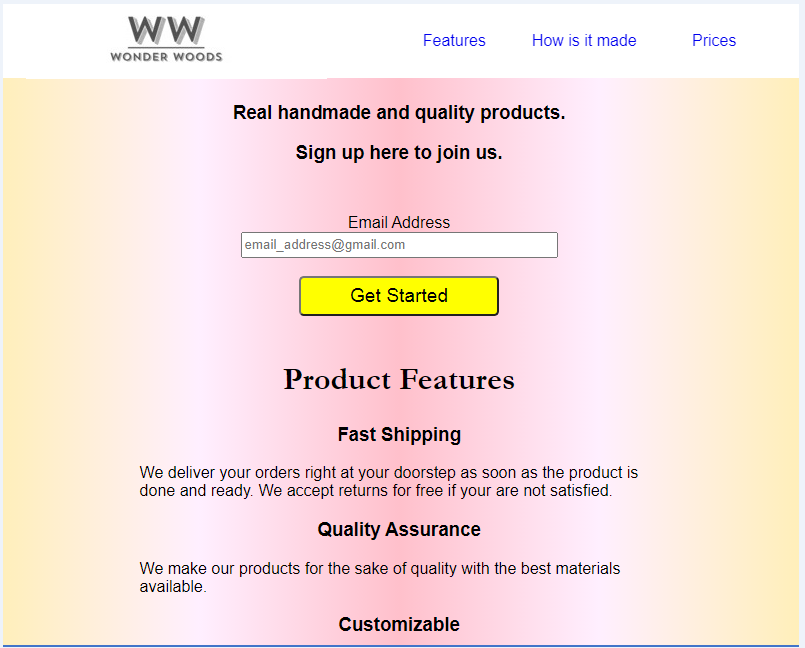 WW
WONDER WOODS
Features How is it made Prices
Real handmade and quality products.
Sign up here to join us.
Email Address
email_address@gmail.com
Get Started
Product Features
Fast Shipping
We deliver your orders right at your doorstep as soon as the product is
done and ready. We accept returns for free if your are not satisfied.
Quality Assurance
We make our products for the sake of quality with the best materials
available.
Customizable